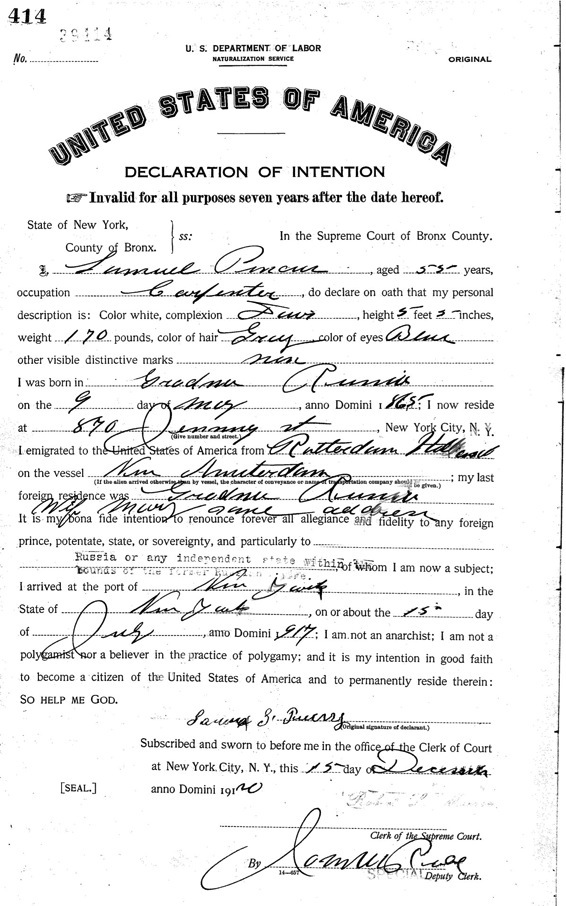 414
39414
No.
U. S. DEPARTMENT OF LABOR
NATURALIZATION SERVICE
ORIGINAL
UNITED STATES OF AMERICA
DECLARATION OF INTENTION
☞ Invalid for all purposes seven years after the date hereof.
State of New York,
County of Bronx.
ss:
In the Supreme Court of Bronx County.
I, Samuel Pincus, aged 55 years,
occupation Carpenter, do declare on oath that my personal
description is: Color white, complexion, height 5 feet 5 inches,
weight 170 pounds, color of hair Grey color of eyes Blue
other visible distinctive marks
I was born in Grodner Russia
on the 9 day of May, anno Domini 1865; I now reside
at 870 st, New York City, N. Y.
(Give number and street.)
I emigrated to the United States of America from Rotterdam Holland
on the vessel New Amsterdam; my last
(If the alien arrived otherwise than by vessel, the character of conveyance or name of transportation company should be given.)
foreign residence was Grodner Russia
Wife Mary same address
It is my bona fide intention to renounce forever all allegiance and fidelity to any foreign
prince, potentate, state, or sovereignty, and particularly to
Russia or any independent state within
bounds of the former, of whom I am now a subject;
I arrived at the port of New York, in the
State of New York, on or about the 15 day
of July, anno Domini 1917; I am not an anarchist; I am not a
polygamist nor a believer in the practice of polygamy; and it is my intention in good faith
to become a citizen of the United States of America and to permanently reside therein:
SO HELP ME GOD.
(Original signature of declarant.)
Subscribed and sworn to before me in the office of the Clerk of Court
at New York City, N. Y., this 15 day of December
[SEAL.]
anno Domini 1920
Clerk of the Supreme Court.
By
14—657
SPECIAL Deputy Clerk.